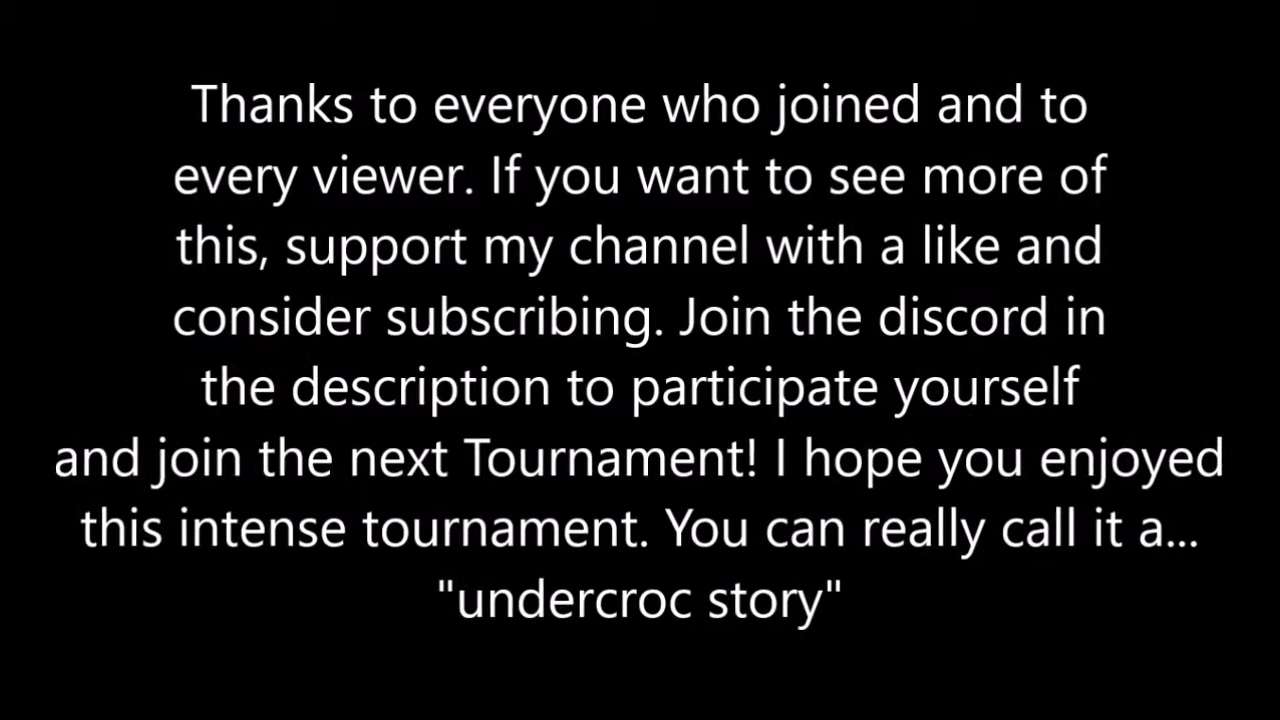 Thanks to everyone who joined and to
every viewer. If you want to see more of
this, support my channel with a like and
consider subscribing. Join the discord in
the description to participate yourself
and join the next Tournament! I hope you enjoyed
this intense tournament. You can really call it a...
"undercroc story"